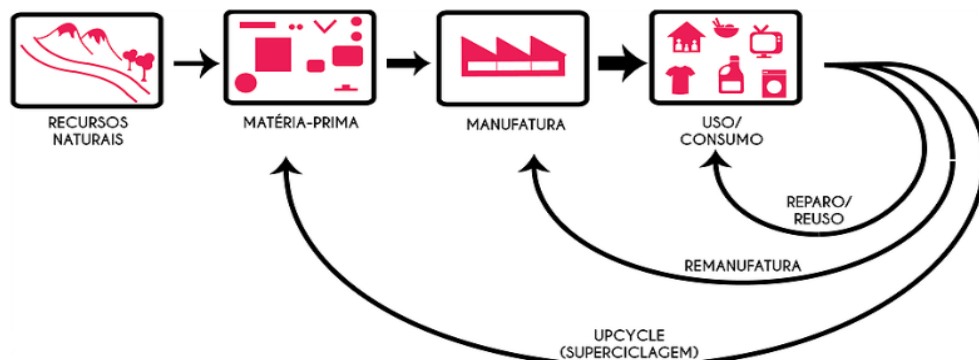 RECURSOS
NATURAIS
MATÉRIA-PRIMA
MANUFATURA
USO/
CONSUMO
REPARO/
REUSO
REMANUFATURA
UPCYCLE
(SUPERCICLAGEM)